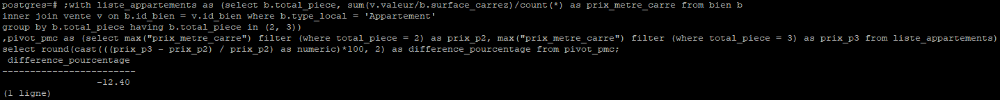 postgres=# ;with liste_appartements as (select b.total_piece, sum(v.valeur/b.surface_carrez)/count(*) as prix_metre_carre from bien b
inner join vente v on b.id_bien = v.id_bien where b.type_local = 'Appartement'
group by b.total_piece having b.total_piece in (2, 3))
,pivot_pmc as (select max("prix_metre_carre") filter (where total_piece = 2) as prix_p2, max("prix_metre_carre") filter (where total_piece = 3) as prix_p3 from liste_appartements)
select round(cast(((prix_p3 - prix_p2) / prix_p2) as numeric)*100, 2) as difference_pourcentage from pivot_pmc;
difference_pourcentage
-------------------------
-12.40
(1 ligne)